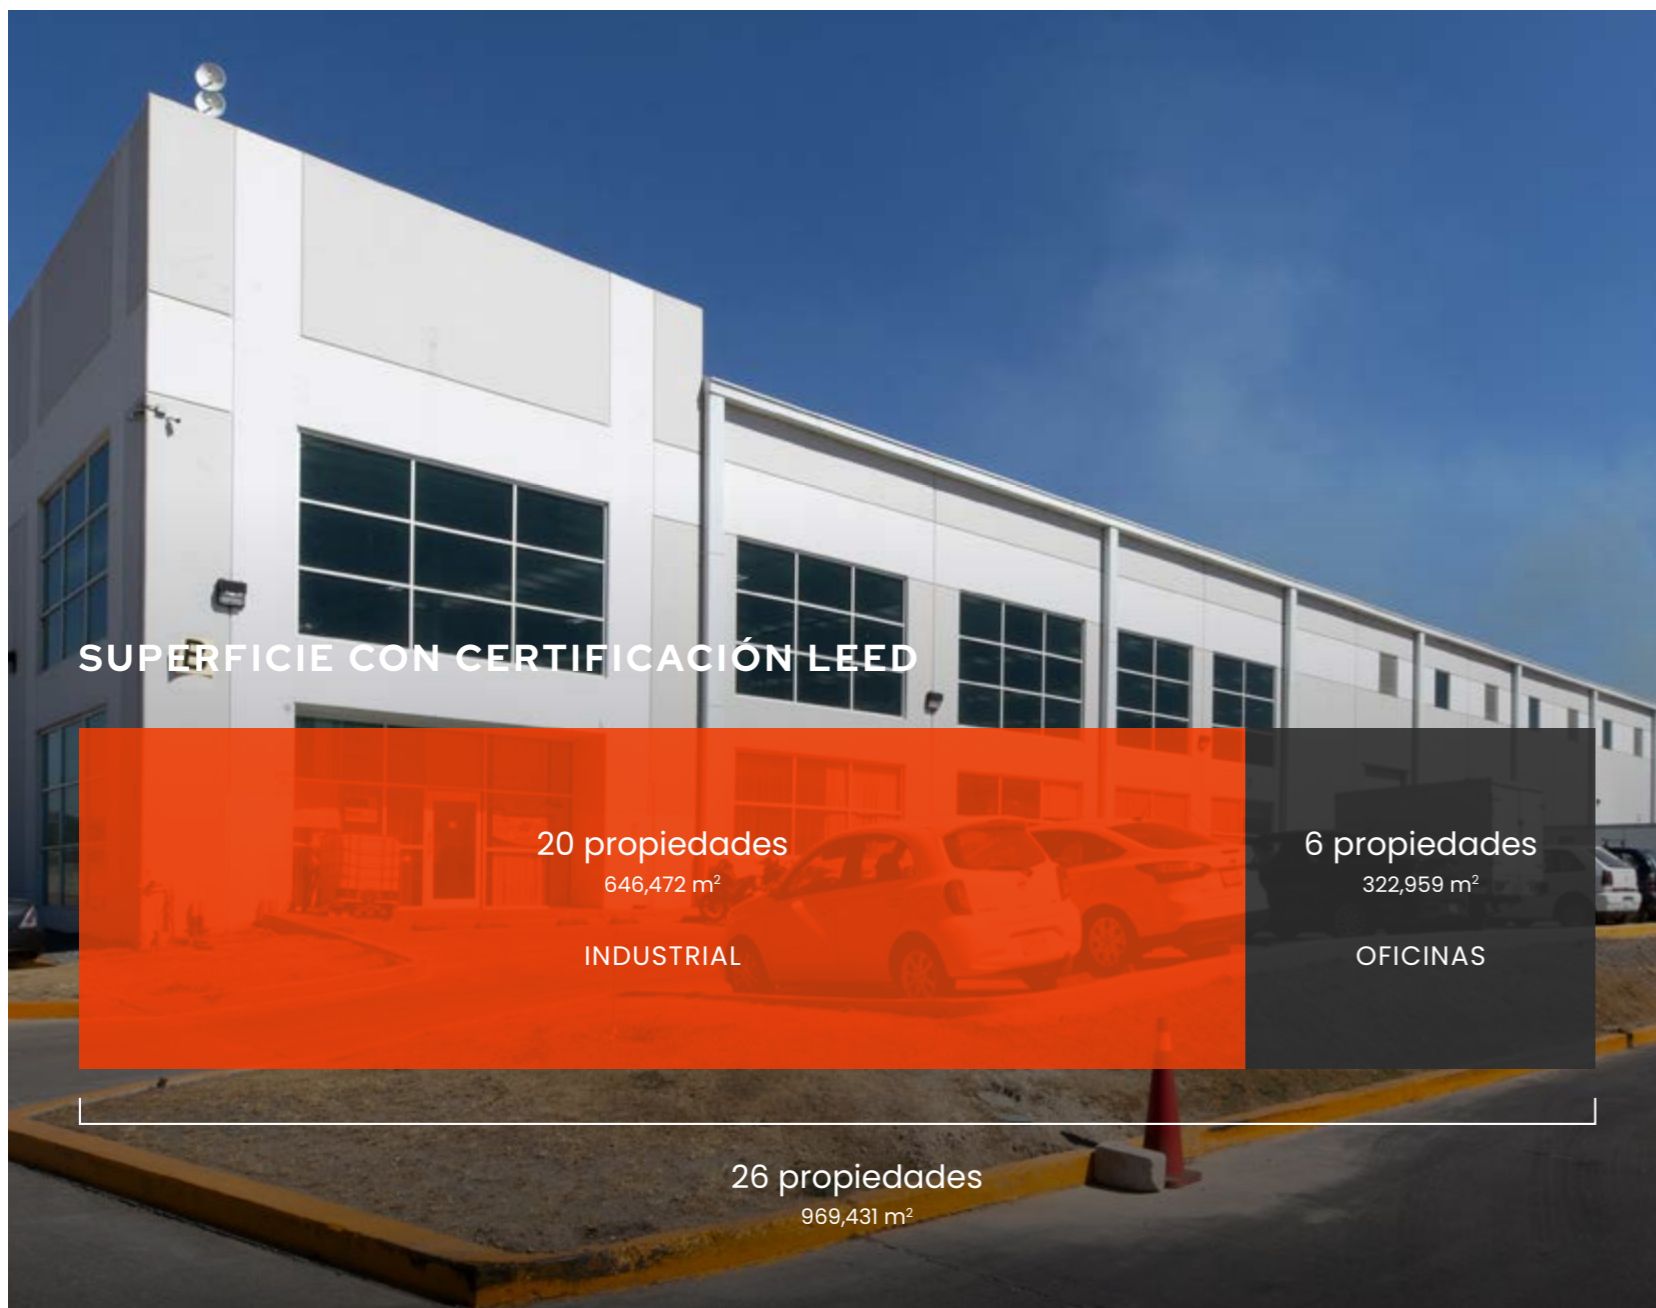 SUPERFICIE CON CERTIFICACIÓN LEED
20 propiedades
646,472 m²
INDUSTRIAL
6 propiedades
322,959 m²
OFICINAS
26 propiedades
969,431 m²